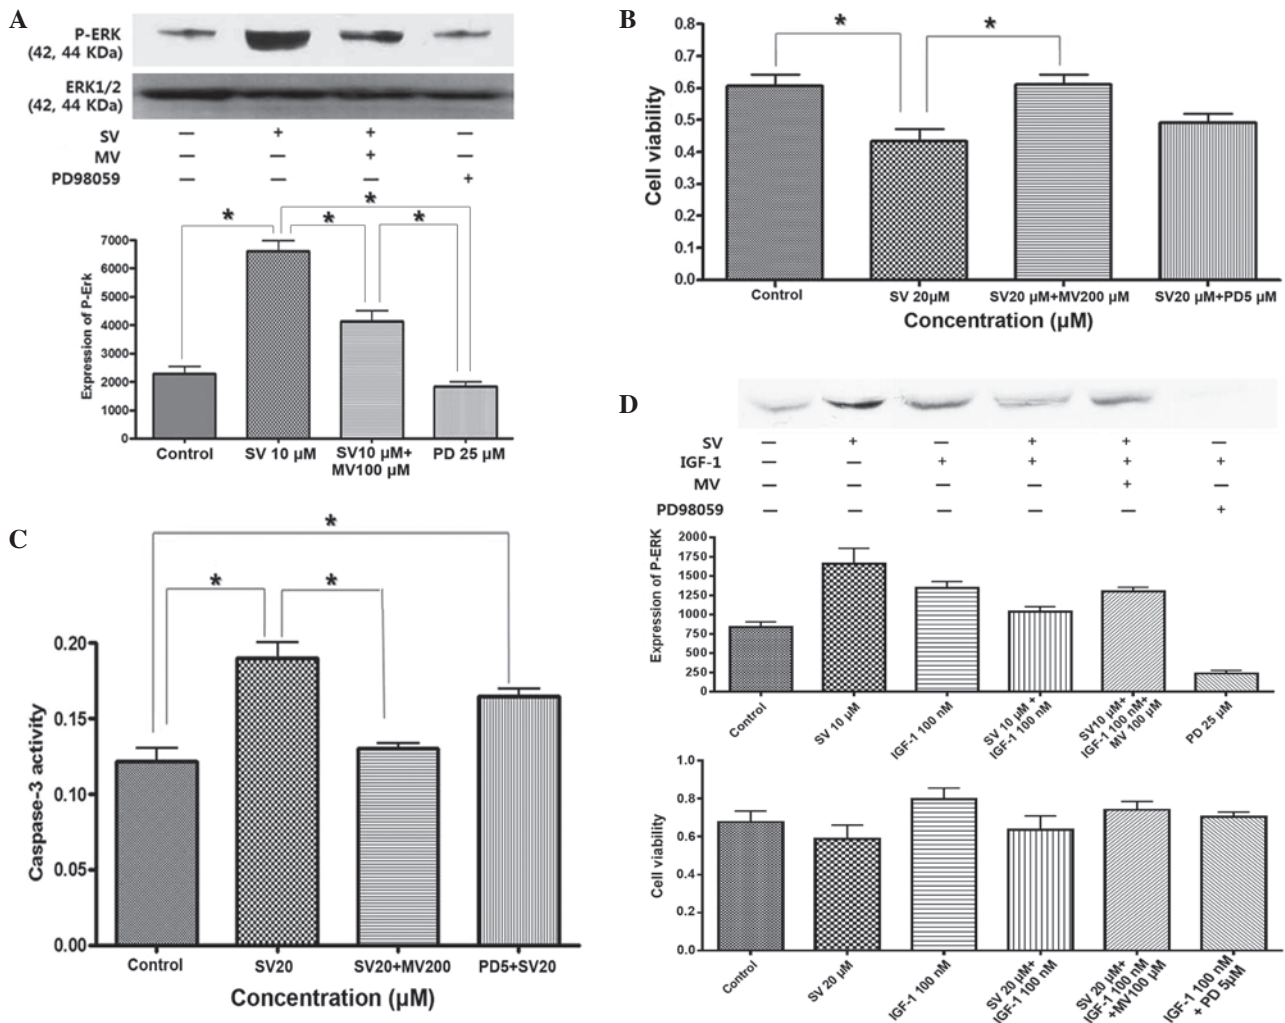 A
P-ERK
(42, 44 KDa)
ERK1/2
(42, 44 KDa)
SV — + + —
MV — — + —
PD98059 — — — +
* * * *
Expression of P-Erk
7000
6000
5000
4000
3000
2000
1000
0
Control SV 10 µM SV10 µM+ MV100 µM PD 25 µM
B
* *
Cell viability
0.8
0.7
0.6
0.5
0.4
0.3
0.2
0.1
0.0
Control SV 20µM SV20 µM+MV200 µM SV20 µM+PD5 µM
Concentration (µM)
C
*
* *
Caspase-3 activity
0.20
0.15
0.10
0.05
0.00
Control SV20 SV20+MV200 PD5+SV20
Concentration (µM)
D
SV — + — + + —
IGF-1 — — + + + +
MV — — — — + —
PD98059 — — — — — +
Expression of P-ERK
2000
1750
1500
1250
1000
750
500
250
0
Control
SV 10 µM
IGF-1 100 nM
SV 10 µM +
IGF-1 100 nM
SV10 µM+
IGF-1 100 nM+
MV 100 µM
PD 25 µM
Cell viability
1.0
0.8
0.6
0.4
0.2
0.0
Control
SV 20 µM
IGF-1 100 nM
SV 20 µM+
IGF-1 100 nM
SV 20 µM+
IGF-1 100 nM
+MV100 µM
IGF-1 100 nM
+ PD 5µM